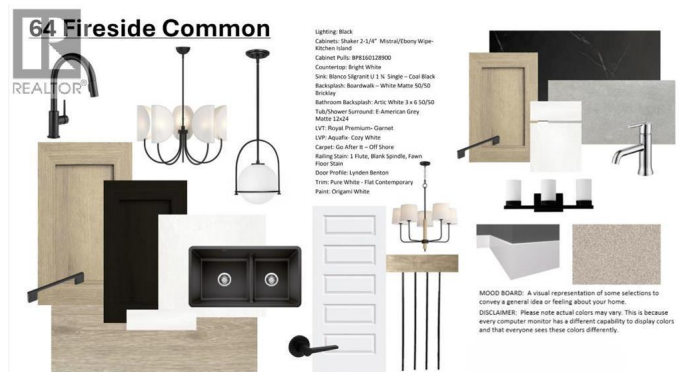 64 Fireside Common
REALTOR®
Lighting: Black
Cabinets: Shaker 2-1/4" Mistral/Ebony Wipe-
Kitchen Island
Cabinet Pulls: BP8160128900
Countertop: Bright White
Sink: Blanco Silgranit U 1 ¾ Single – Coal Black
Backsplash: Boardwalk – White Matte 50/50
Bricklay
Bathroom Backsplash: Artic White 3 x 6 50/50
Tub/Shower Surround: E-American Grey
Matte 12x24
LVT: Royal Premium- Garnet
LVP: Aquafix- Cozy White
Carpet: Go After It – Off Shore
Railing Stain: 1 Flute, Blank Spindle, Fawn
Floor Stain
Door Profile: Lynden Benton
Trim: Pure White - Flat Contemporary
Paint: Origami White
MOOD BOARD: A visual representation of some selections to
convey a general idea or feeling about your home.
DISCLAIMER: Please note actual colors may vary. This is because
every computer monitor has a different capability to display colors
and that everyone sees these colors differently.